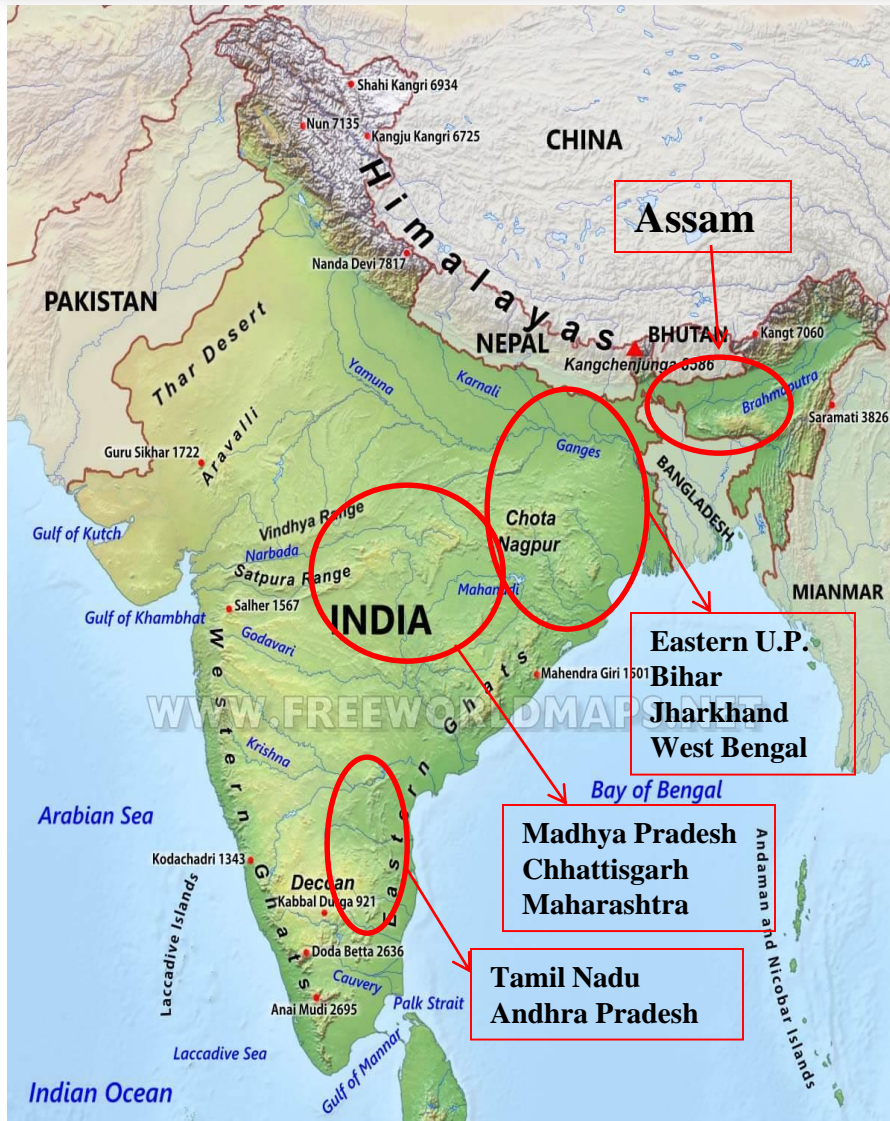 Shahi Kangri 6934
Nun 7135
Kangju Kangri 6725
CHINA
Himalayas
Assam
Nanda Devi 7817
PAKISTAN
Thar Desert
NEPAL
BHUTAN
Kangt 7060
Kangchenjunga 8586
Yamuna
Karnali
Brahmaputra
Saramati 3826
Aravalli
Guru Sikhar 1722
Ganges
BANGLADESH
Gulf of Kutch
Vindhya Range
Chota
Nagpur
Narbada
Satpura Range
Mahanadi
MIANMAR
Gulf of Khambhat
Salher 1567
INDIA
Godavari
Eastern U.P.
Bihar
Jharkhand
West Bengal
Mahendra Giri 1501
WWW.FREEWORLDMAPS.NET
Western Ghats
Eastern Ghats
Krishna
Bay of Bengal
Arabian Sea
Madhya Pradesh
Chhattisgarh
Maharashtra
Kodachadri 1343
Deccan
Kabbal Durga 921
Laccadive Islands
Andaman and Nicobar Islands
Doda Betta 2636
Tamil Nadu
Andhra Pradesh
Cauvery
Anai Mudi 2695
Palk Strait
Laccadive Sea
Gulf of Mannar
Indian Ocean